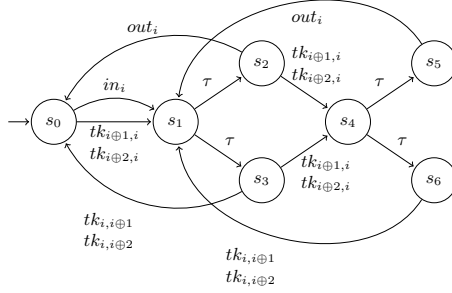 out_i
out_i
in_i
τ
s_2
tk_{i⊕1,i}
tk_{i⊕2,i}
τ
s_5
s_0
s_1
s_4
tk_{i⊕1,i}
tk_{i⊕2,i}
τ
s_3
tk_{i⊕1,i}
tk_{i⊕2,i}
τ
s_6
tk_{i,i⊕1}
tk_{i,i⊕2}
tk_{i,i⊕1}
tk_{i,i⊕2}